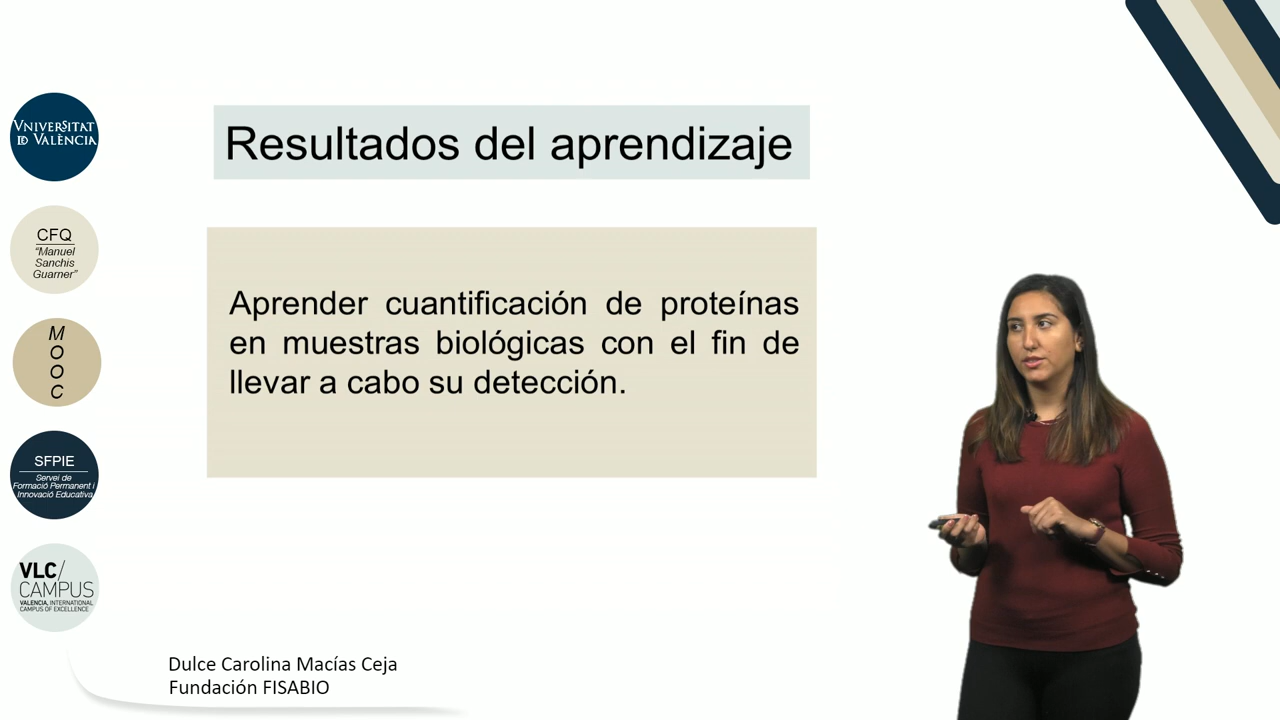 VNIVERSITAT
ID VALÈNCIA
CFQ
“Manuel
Sanchis
Guarner”
M
O
O
C
SFPIE
Servei de
Formació Permanent i
Innovació Educativa
VLC/
CAMPUS
VALENCIA, INTERNATIONAL
CAMPUS OF EXCELLENCE
Resultados del aprendizaje
Aprender cuantificación de proteínas
en muestras biológicas con el fin de
llevar a cabo su detección.
Dulce Carolina Macías Ceja
Fundación FISABIO